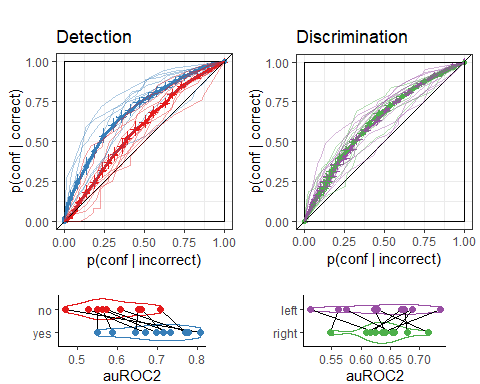 Detection
1.00
0.75
0.50
0.25
0.00
p(conf | correct)
0.00 0.25 0.50 0.75 1.00
p(conf | incorrect)
Discrimination
1.00
0.75
0.50
0.25
0.00
p(conf | correct)
0.00 0.25 0.50 0.75 1.00
p(conf | incorrect)
no
yes
0.5 0.6 0.7 0.8
auROC2
left
right
0.55 0.60 0.65 0.70
auROC2